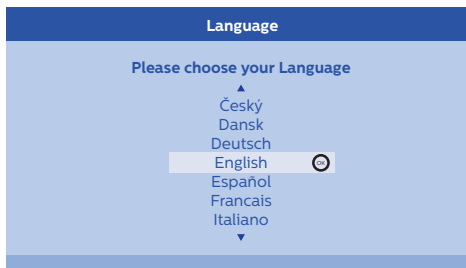 Language
Please choose your Language
Český
Dansk
Deutsch
English OK
Español
Francais
Italiano